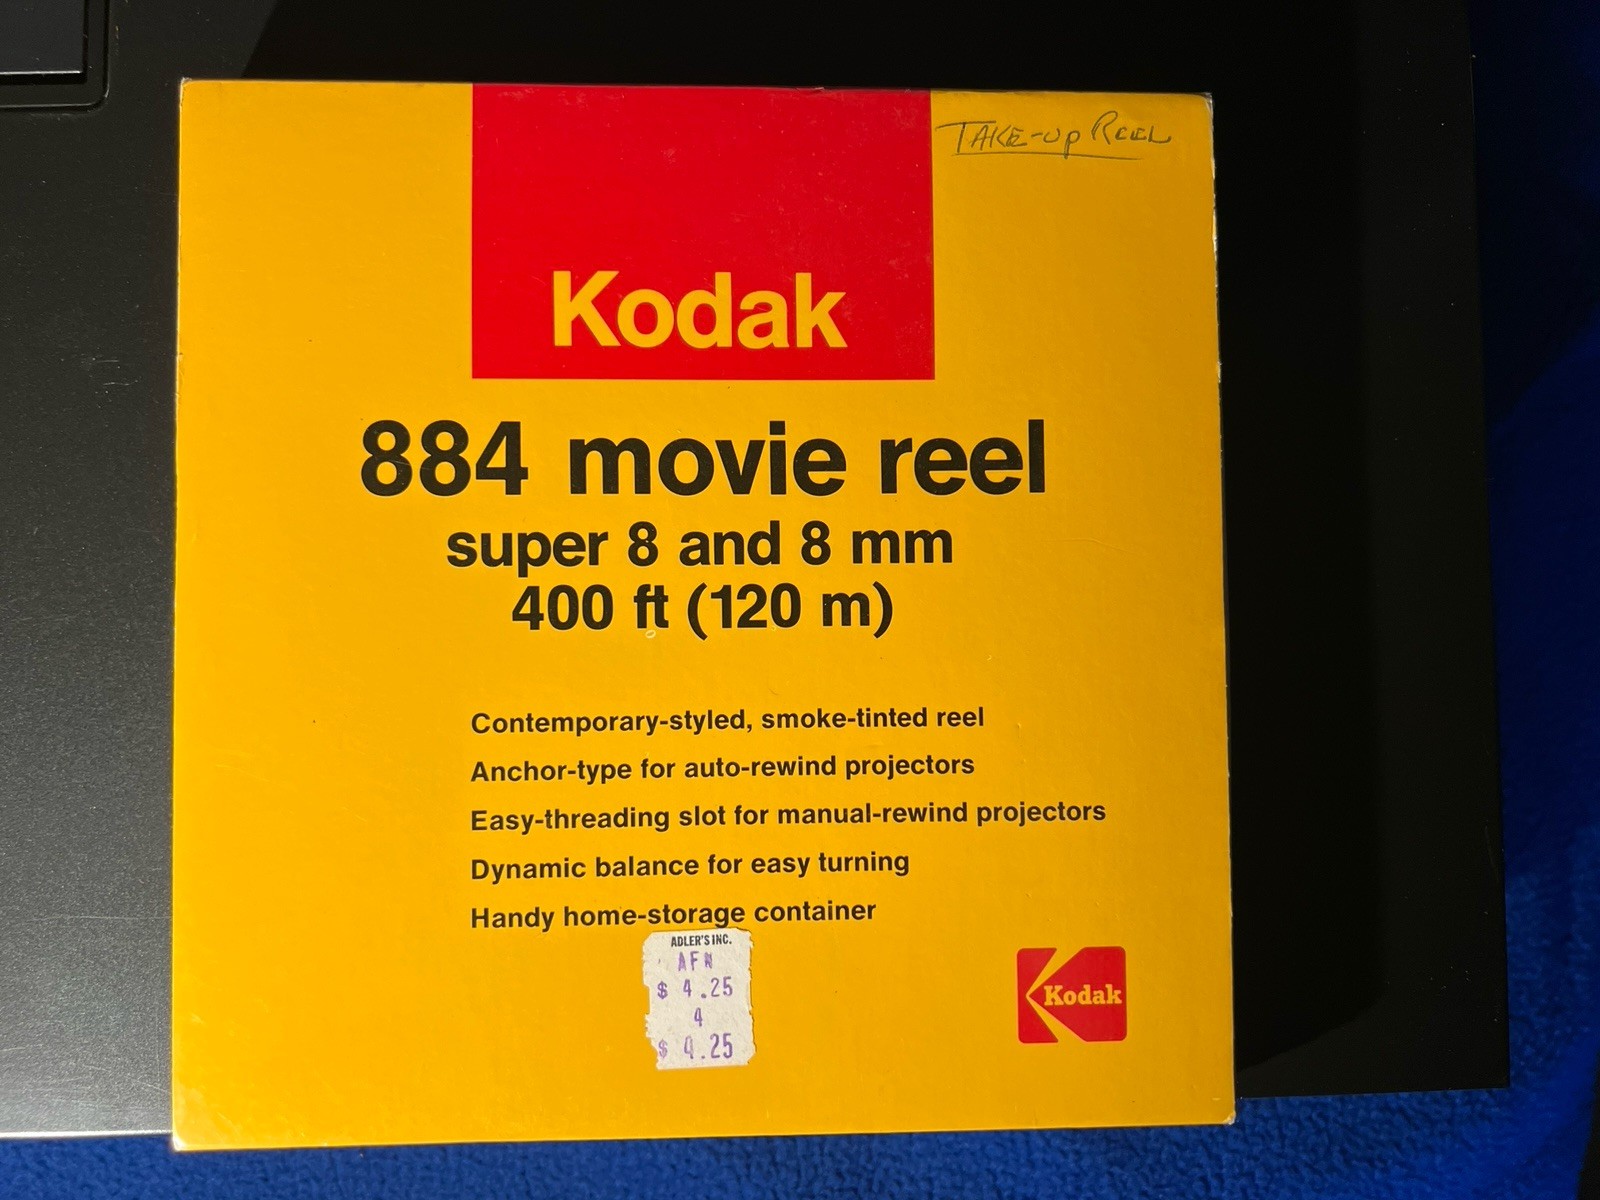 TAKE-UP REEL
Kodak
884 movie reel
super 8 and 8 mm
400 ft (120 m)
Contemporary-styled, smoke-tinted reel
Anchor-type for auto-rewind projectors
Easy-threading slot for manual-rewind projectors
Dynamic balance for easy turning
Handy home-storage container
ADLER'S INC.
AFN
$ 4.25
4
$ 4.25
Kodak